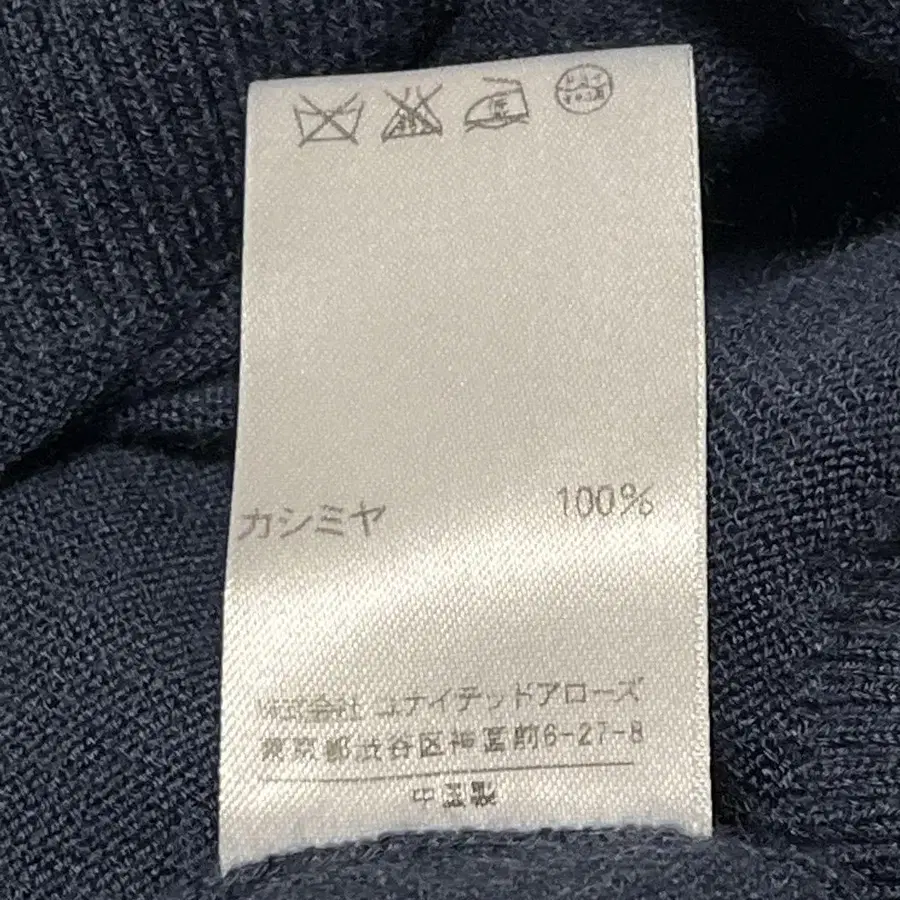 カシミヤ 100%
株式会社 ユナイテッドアローズ
東京都渋谷区神宮前6-27-8
中国製